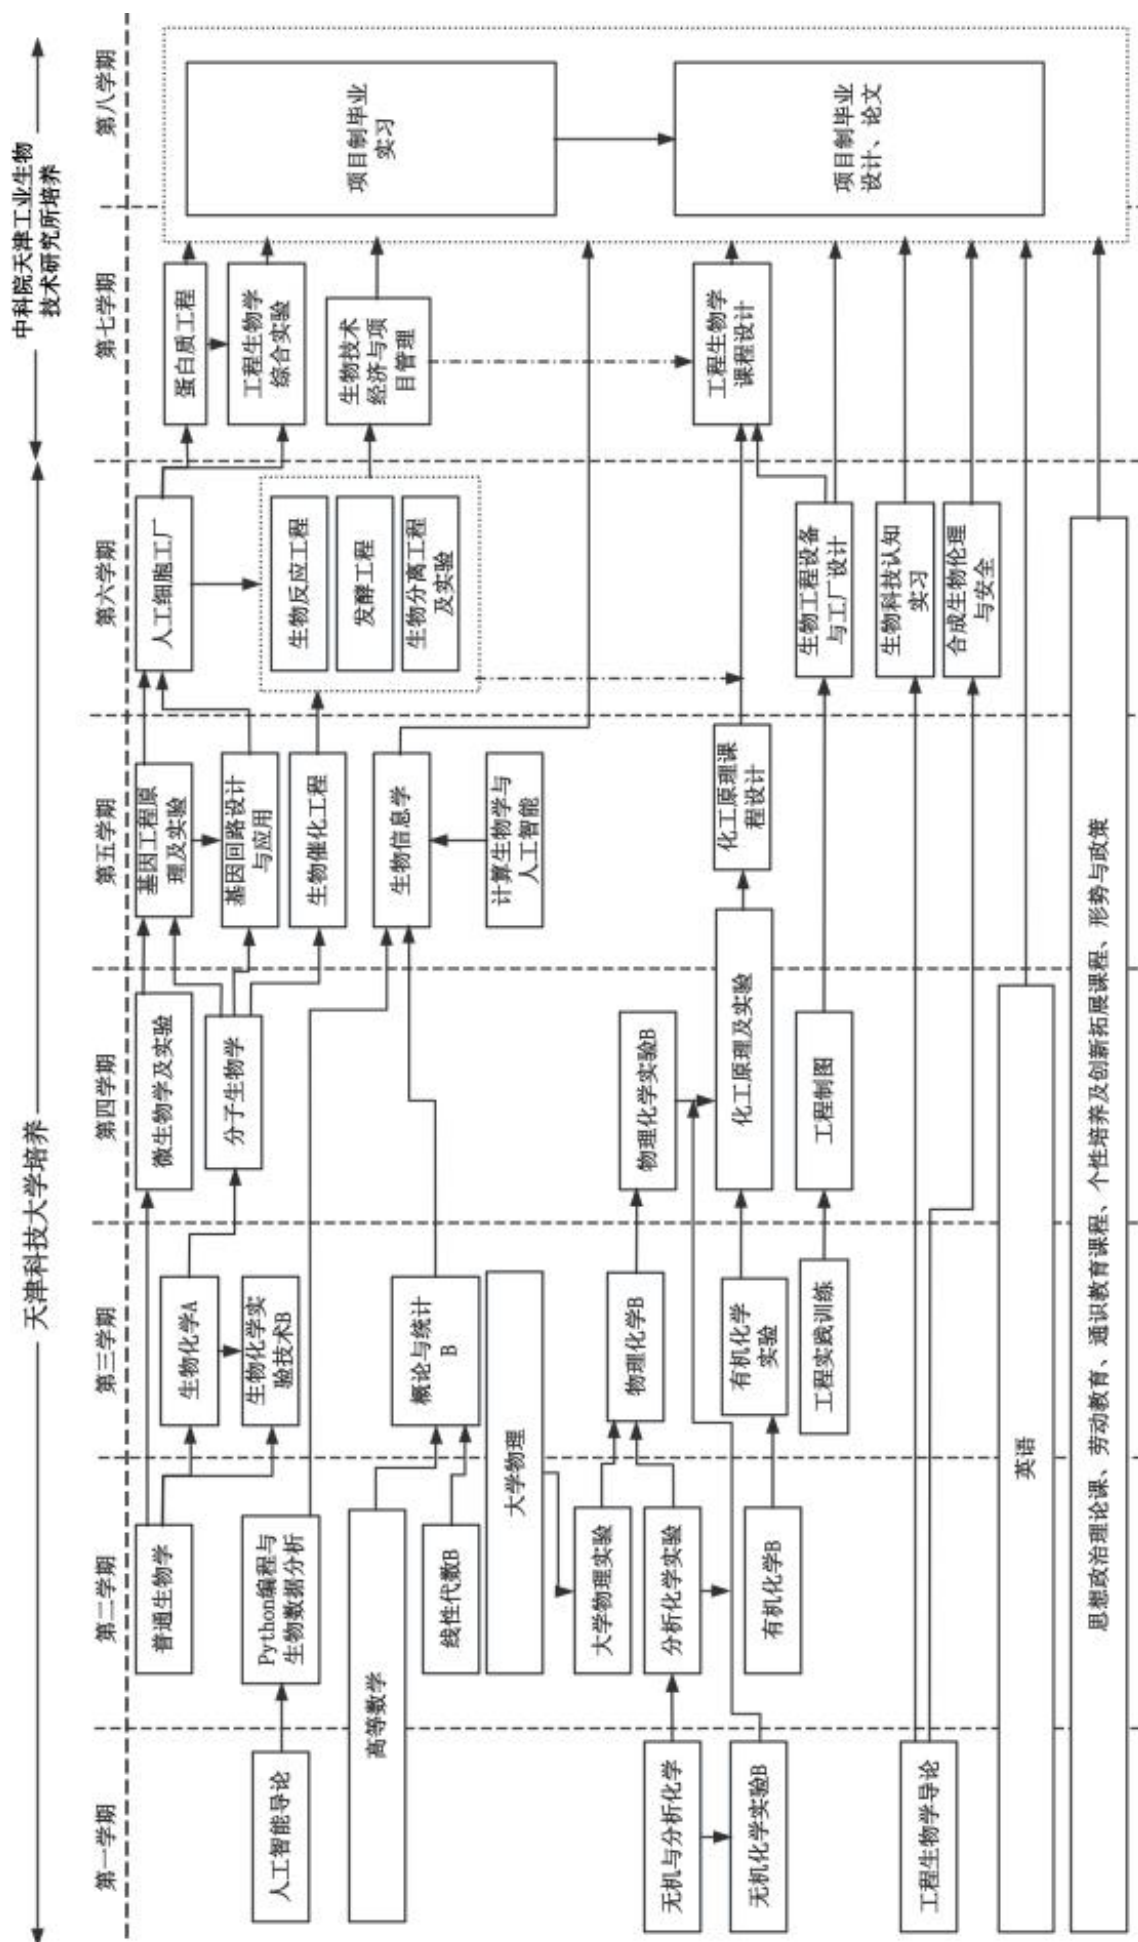 天津科技大学培养
中科院天津工业生物
技术研究所培养
第一学期
第二学期
第三学期
第四学期
第五学期
第六学期
第七学期
第八学期
人工智能导论
高等数学
无机与分析化学
无机化学实验B
工程生物学导论
普通生物学
Python编程与
生物数据分析
线性代数B
大学物理
大学物理实验
分析化学实验
有机化学B
生物化学A
生物化学实
验技术B
概论与统计
B
物理化学B
有机化学
实验
工程实践训练
微生物学及实验
分子生物学
物理化学实验B
化工原理及实验
工程制图
基因工程原
理及实验
基因回路设计
与应用
生物催化工程
生物信息学
计算生物学与
人工智能
化工原理课
程设计
人工细胞工厂
生物反应工程
发酵工程
生物分离工程
及实验
生物工程设备
与工厂设计
生物科技认知
实习
合成生物伦理
与安全
蛋白质工程
工程生物学
综合实验
生物技术
经济与项
目管理
工程生物学
课程设计
项目制毕业
实习
项目制毕业
设计、论文
英语
思想政治理论课、劳动教育、通识教育课程、个性培养及创新拓展课程、形势与政策